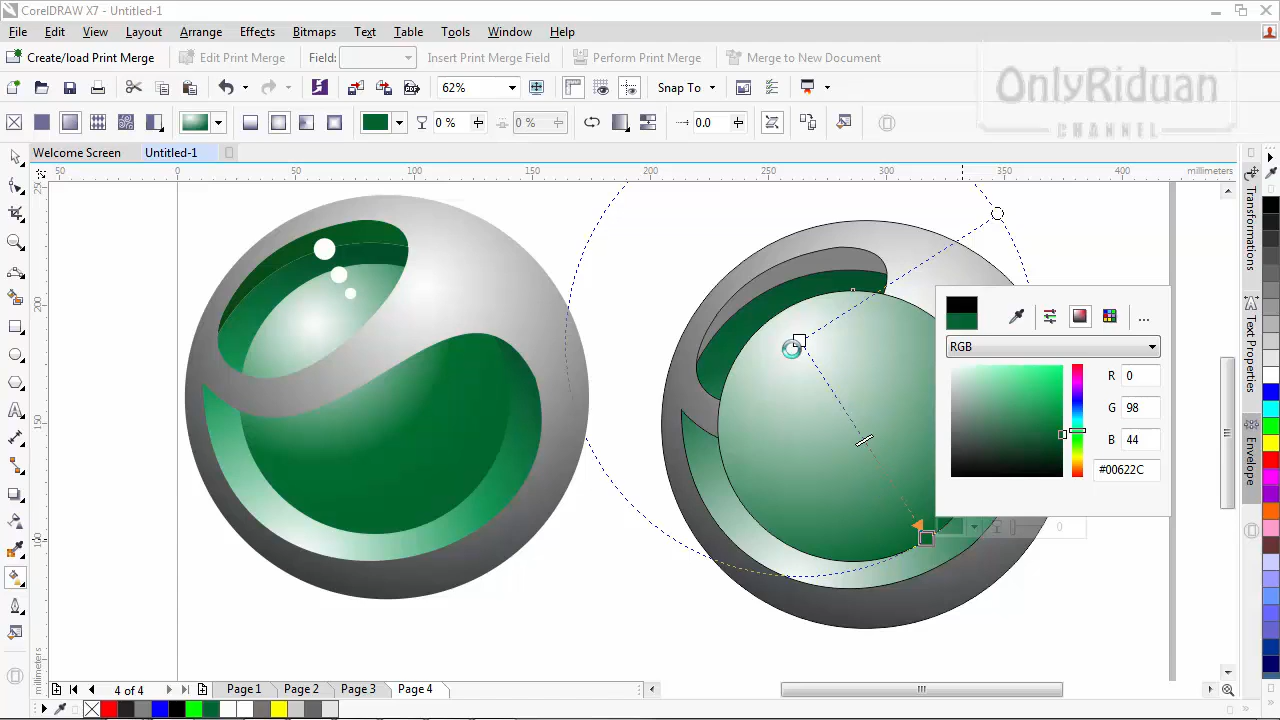 CorelDRAW X7 - Untitled-1
File Edit View Layout Arrange Effects Bitmaps Text Table Tools Window Help
Create/load Print Merge Edit Print Merge Field: Insert Print Merge Field Perform Print Merge Merge to New Document
OnlyRiduan
CHANNEL
62% Snap To
0 % 0 % 0.0
Welcome Screen Untitled-1
50 0 50 100 200 250 300 350 400 millimeters
200
150
100
millimeters
Transformations
Text Properties
Envelope
RGB
R 0
G 98
B 44
#00622C
0
4 of 4 Page 1 Page 2 Page 3 Page 4